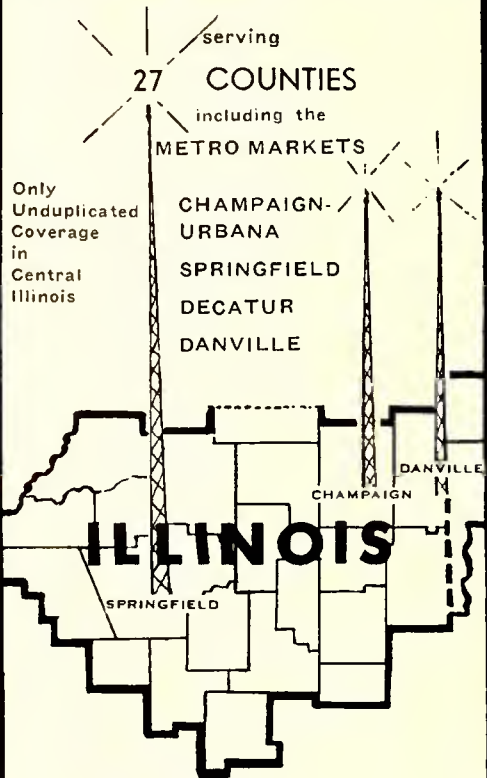 serving
27 COUNTIES
including the
METRO MARKETS
Only
Unduplicated
Coverage
in
Central
Illinois
CHAMPAIGN-
URBANA
SPRINGFIELD
DECATUR
DANVILLE
DANVILLE
CHAMPAIGN
ILLINOIS
SPRINGFIELD